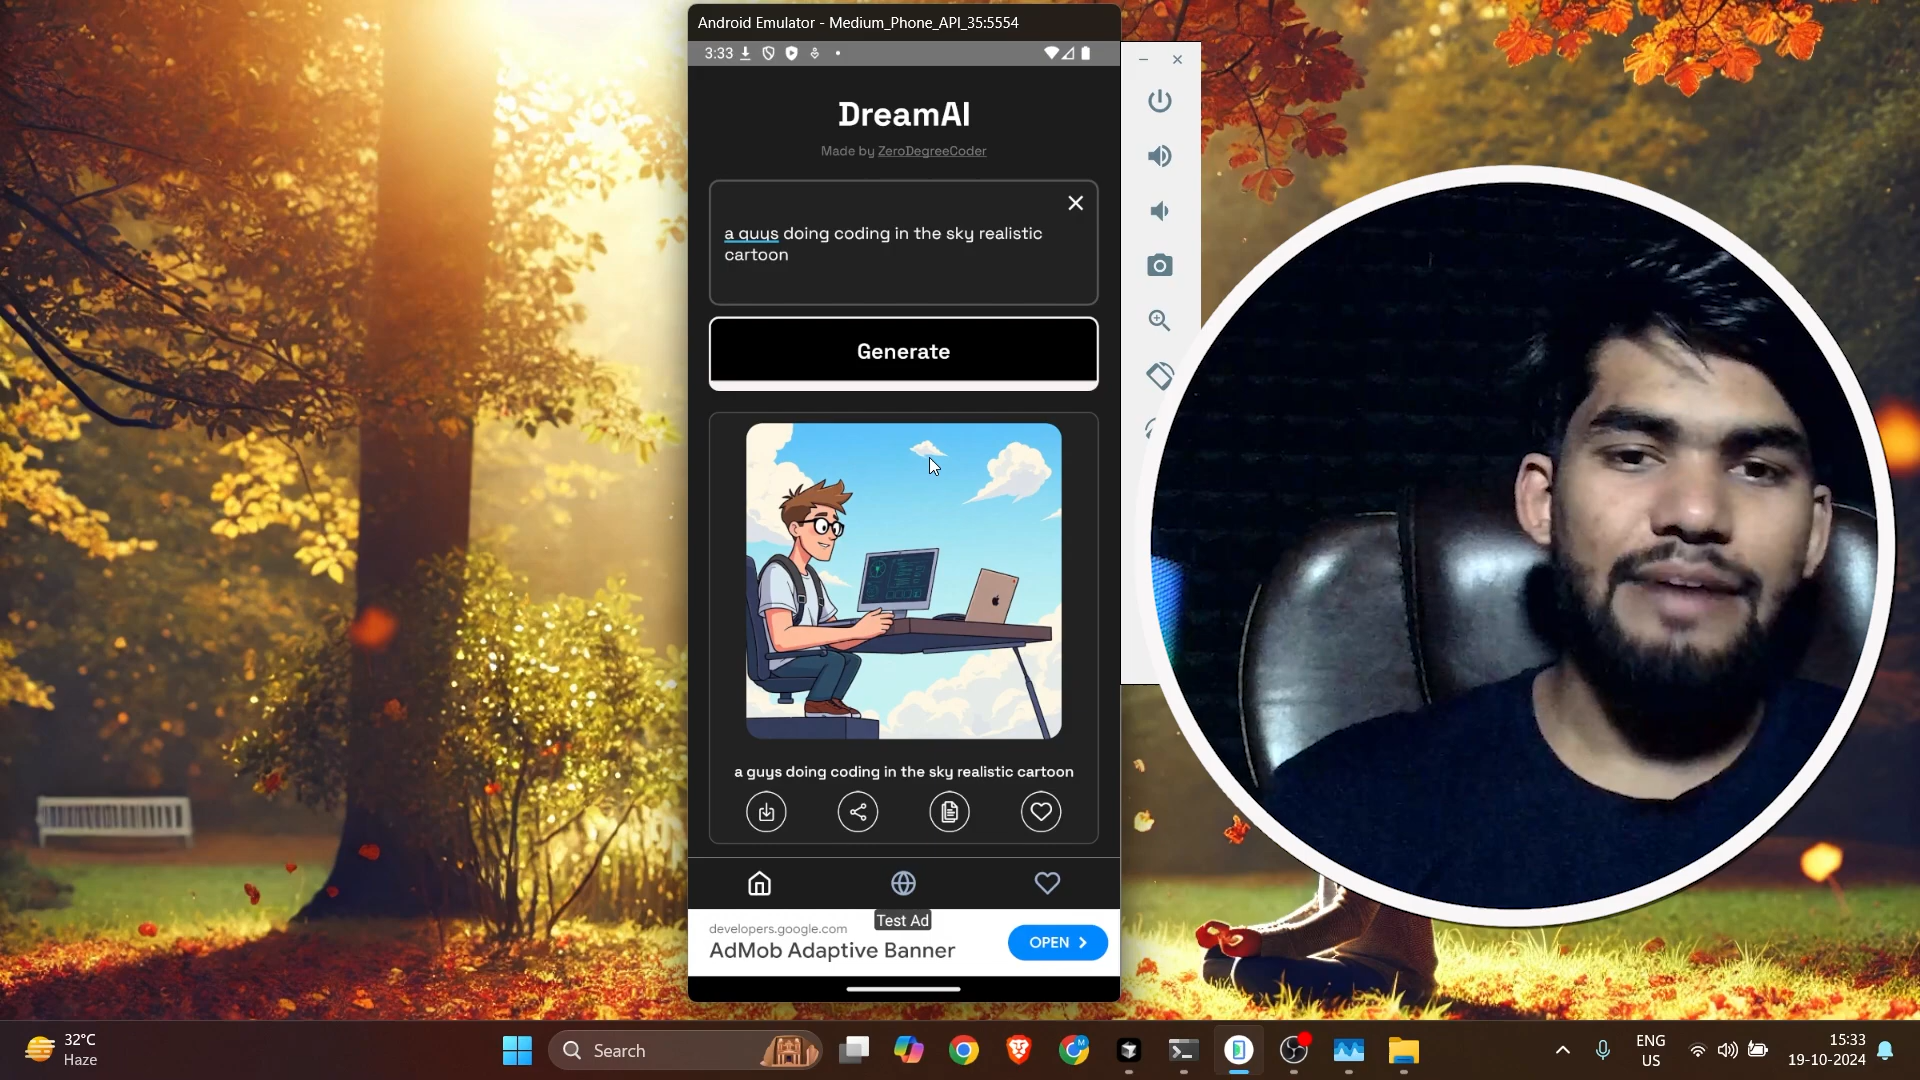 Android Emulator - Medium_Phone_API_35:5554
3:33
DreamAI
Made by ZeroDegreeCoder
a guys doing coding in the sky realistic
cartoon
Generate
a guys doing coding in the sky realistic cartoon
Test Ad
developers.google.com
AdMob Adaptive Banner
OPEN
32°C
Haze
Search
M
ENG
US
15:33
19-10-2024